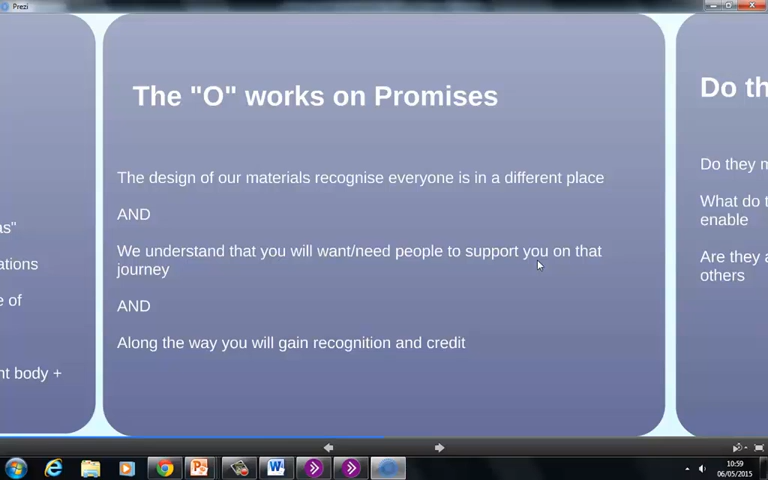 Prezi
The "O" works on Promises
The design of our materials recognise everyone is in a different place
AND
We understand that you will want/need people to support you on that
journey
AND
Along the way you will gain recognition and credit
as"
ations
e of
nt body +
Do th
Do they m
What do t
enable
Are they a
others
10:59
06/05/2015